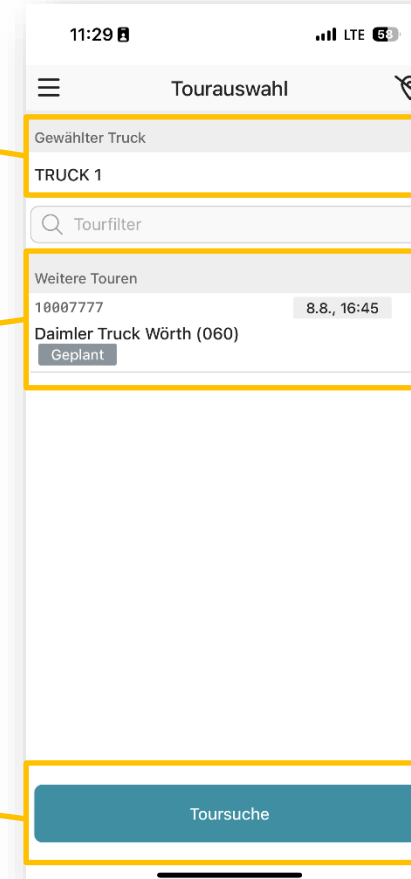 11:29 LTE 58
Tourauswahl
Gewählter Truck
TRUCK 1
Tourfilter
Weitere Touren
10007777 8.8., 16:45
Daimler Truck Wörth (060)
Geplant
Toursuche